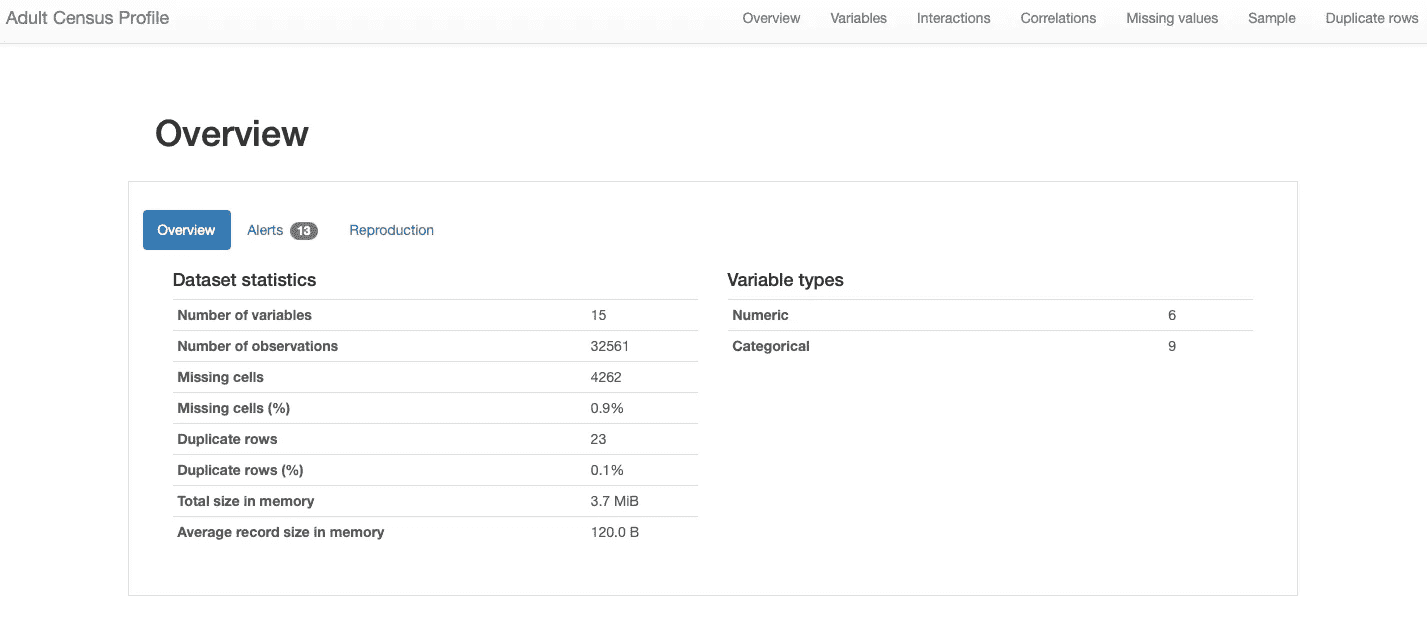 Adult Census Profile Overview Variables Interactions Correlations Missing values Sample Duplicate rows
Overview
Overview Alerts 13 Reproduction
Dataset statistics
Number of variables 15
Number of observations 32561
Missing cells 4262
Missing cells (%) 0.9%
Duplicate rows 23
Duplicate rows (%) 0.1%
Total size in memory 3.7 MiB
Average record size in memory 120.0 B
Variable types
Numeric 6
Categorical 9